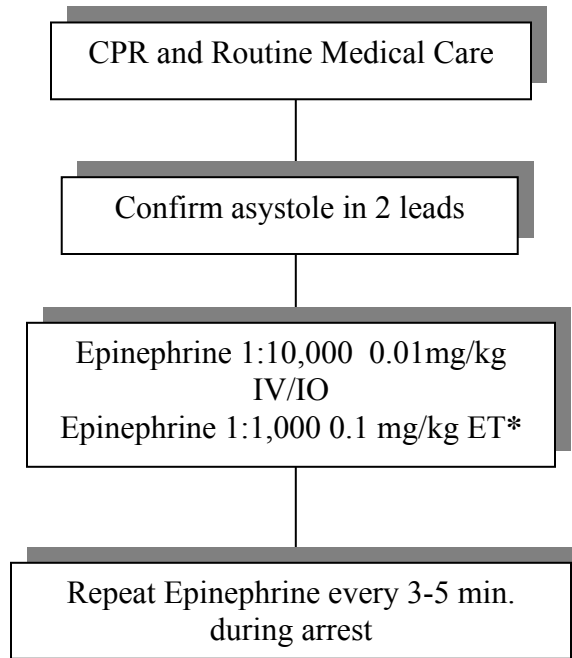 CPR and Routine Medical Care
Confirm asystole in 2 leads
Epinephrine 1:10,000  0.01mg/kg
IV/IO
Epinephrine 1:1,000 0.1 mg/kg ET*
Repeat Epinephrine every 3-5 min.
during arrest